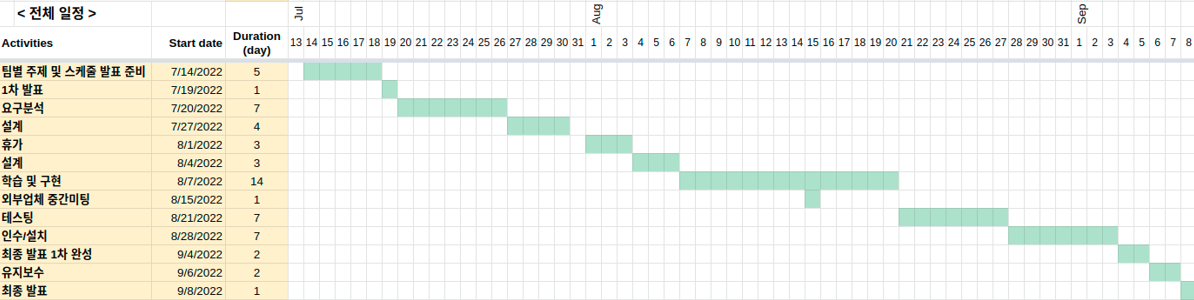 < 전체 일정 >
Jul Aug Sep
Activities Start date Duration (day) 13 14 15 16 17 18 19 20 21 22 23 24 25 26 27 28 29 30 31 1 2 3 4 5 6 7 8 9 10 11 12 13 14 15 16 17 18 19 20 21 22 23 24 25 26 27 28 29 30 31 1 2 3 4 5 6 7 8
팀별 주제 및 스케줄 발표 준비 7/14/2022 5
1차 발표 7/19/2022 1
요구분석 7/20/2022 7
설계 7/27/2022 4
휴가 8/1/2022 3
설계 8/4/2022 3
학습 및 구현 8/7/2022 14
외부업체 중간미팅 8/15/2022 1
테스팅 8/21/2022 7
인수/설치 8/28/2022 7
최종 발표 1차 완성 9/4/2022 2
유지보수 9/6/2022 2
최종 발표 9/8/2022 1